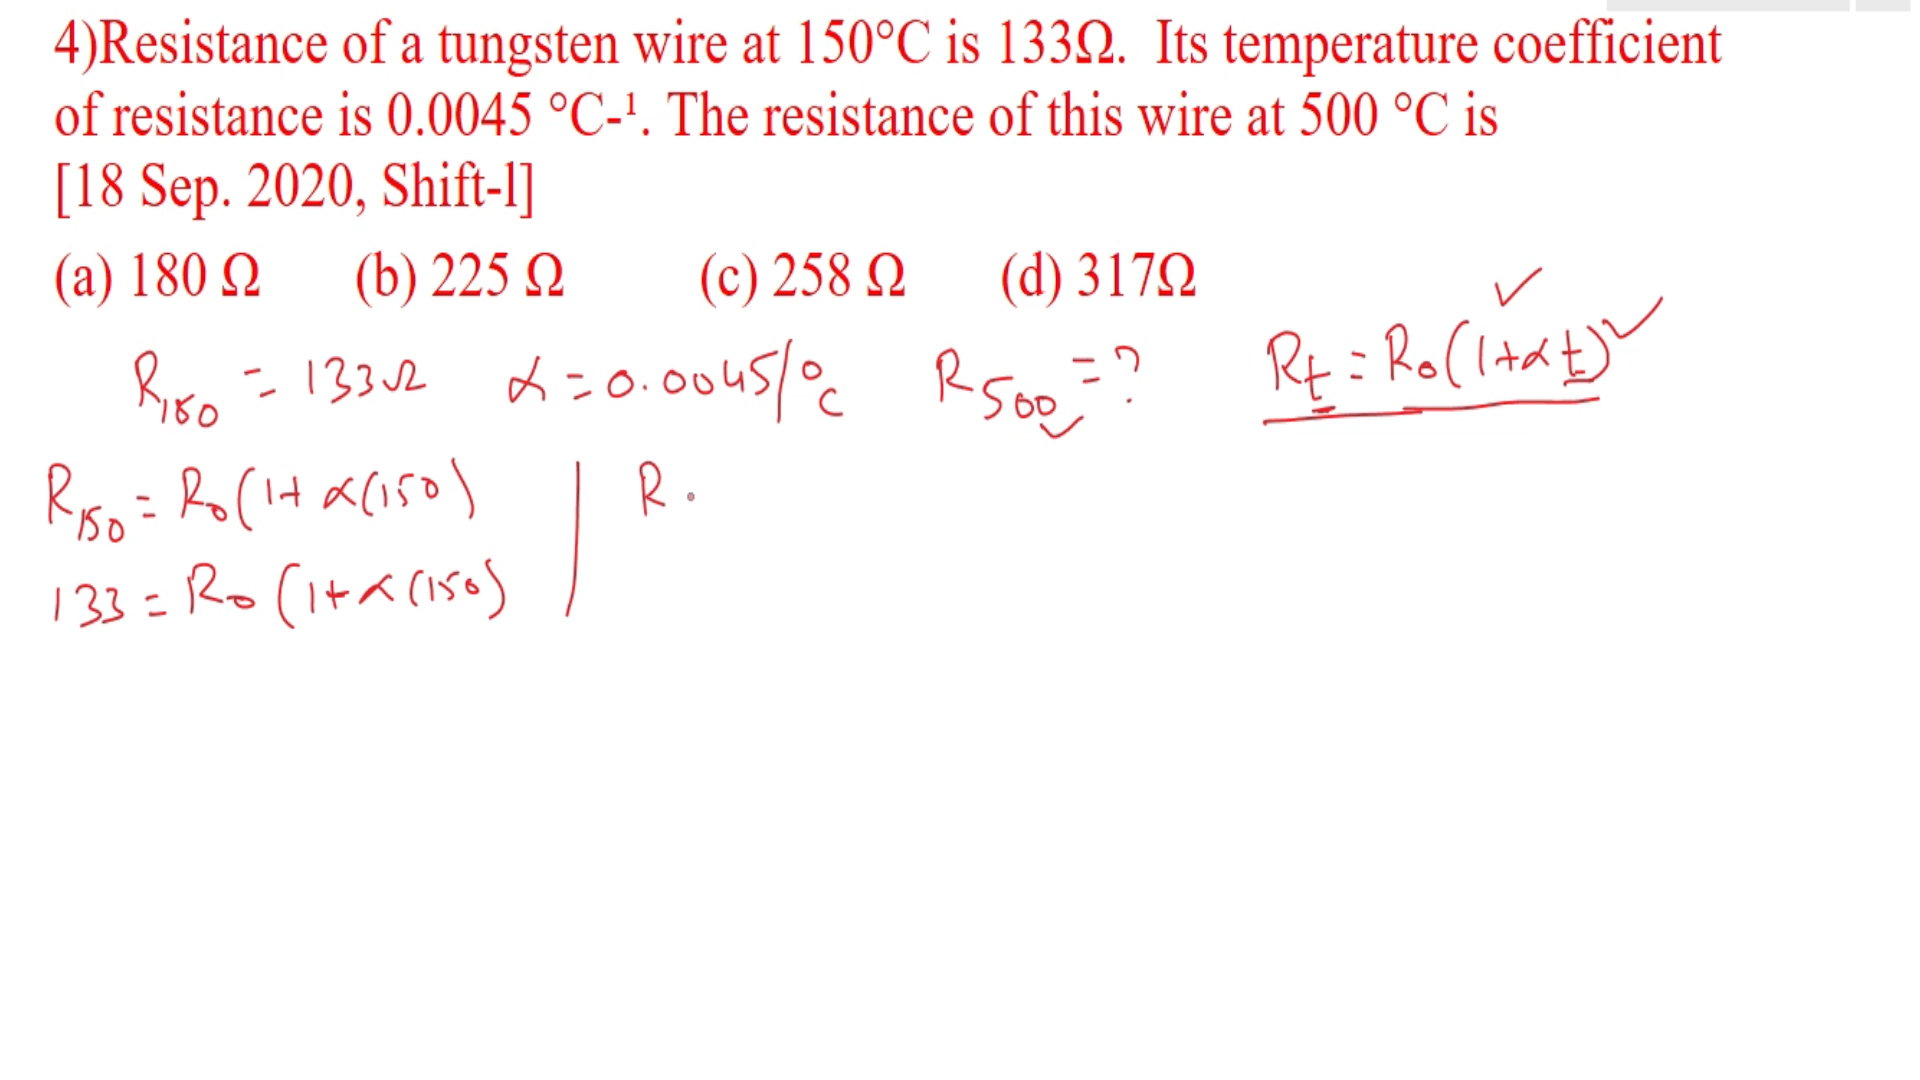 4)Resistance of a tungsten wire at 150°C is 133Ω. Its temperature coefficient
of resistance is 0.0045 °C-¹. The resistance of this wire at 500 °C is
[18 Sep. 2020, Shift-l]
(a) 180 Ω (b) 225 Ω (c) 258 Ω (d) 317Ω
R₁₅₀ = 133Ω α = 0.0045/°C R₅₀₀ = ? Rt = R₀(1+αt)
R₁₅₀ = R₀(1+ α(150)
133 = R₀ (1+α(150)
R